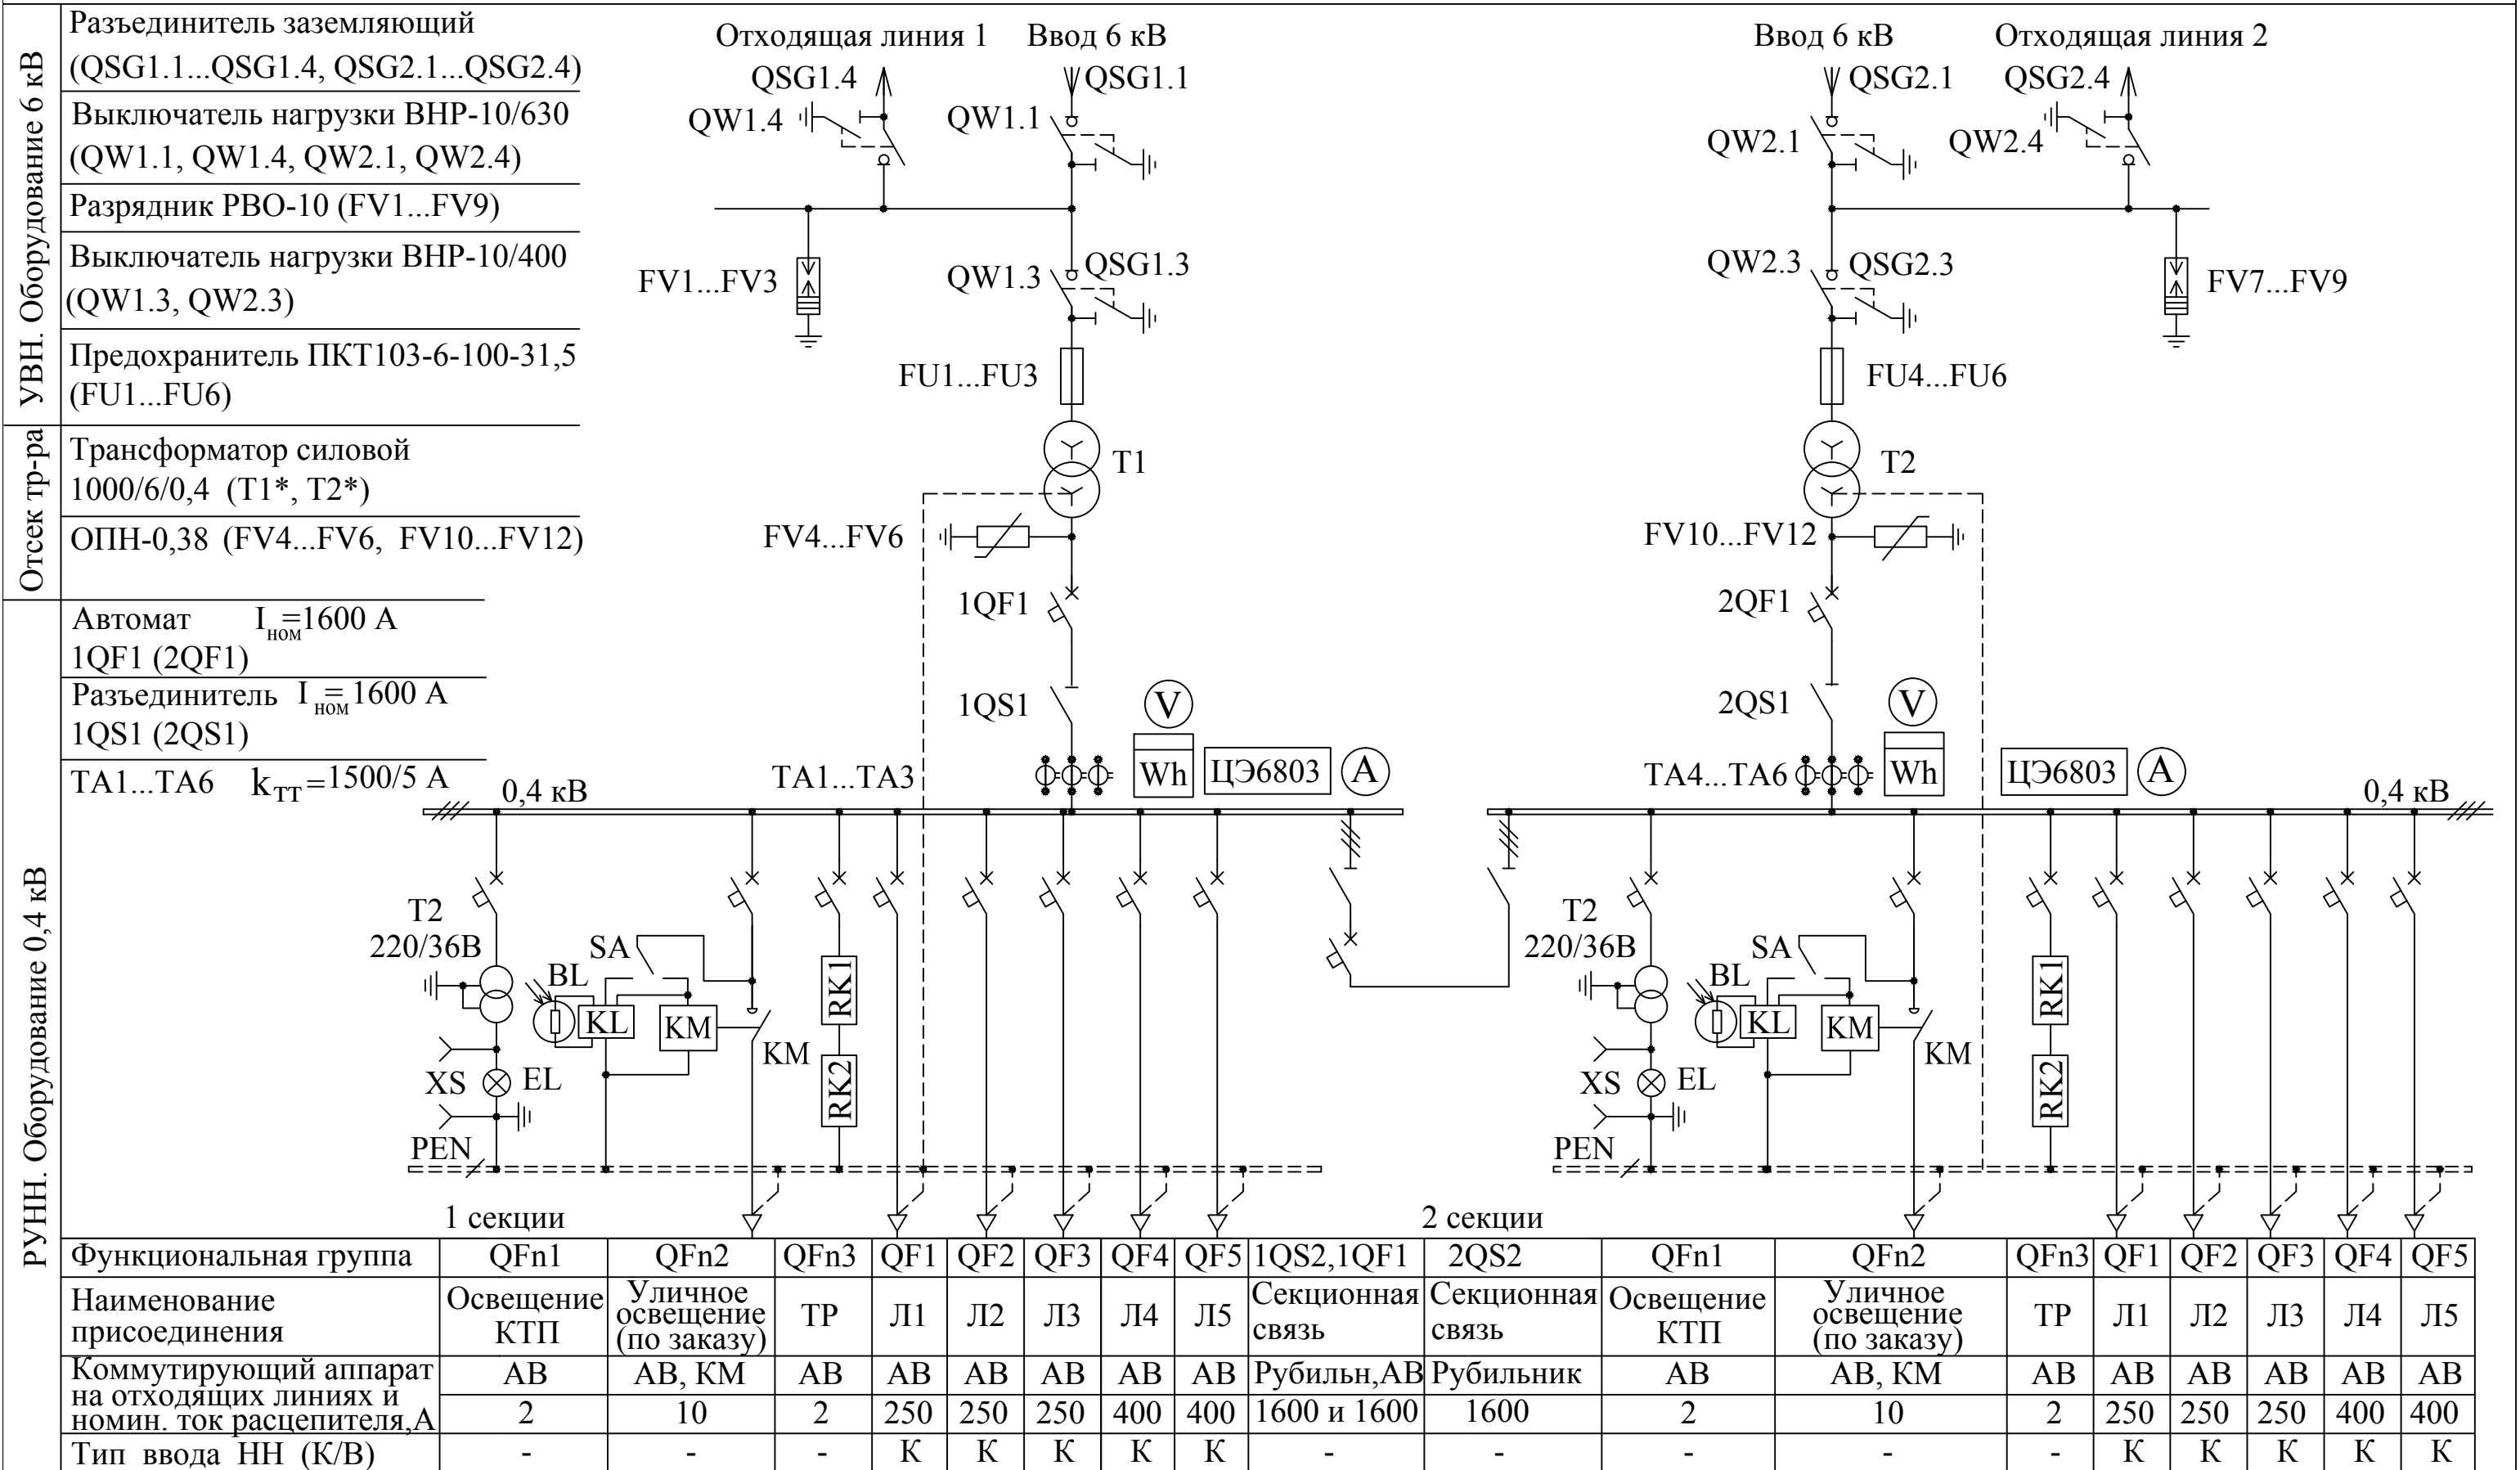 УВН. Оборудование 6 кВ
Разъединитель заземляющий
(QSG1.1...QSG1.4, QSG2.1...QSG2.4)
Выключатель нагрузки ВНР-10/630
(QW1.1, QW1.4, QW2.1, QW2.4)
Разрядник РВО-10 (FV1...FV9)
Выключатель нагрузки ВНР-10/400
(QW1.3, QW2.3)
Предохранитель ПКТ103-6-100-31,5
(FU1...FU6)
Отсек тр-ра
Трансформатор силовой
1000/6/0,4 (Т1*, Т2*)
ОПН-0,38 (FV4...FV6, FV10...FV12)
РУНН. Оборудование 0,4 кВ
Автомат Iном=1600 А
1QF1 (2QF1)
Разъединитель Iном=1600 А
1QS1 (2QS1)
ТА1...ТА6 kТТ=1500/5 А
Отходящая линия 1 Ввод 6 кВ
QSG1.4 QSG1.1
QW1.4 QW1.1
FV1...FV3 QW1.3 QSG1.3
FU1...FU3
Т1
FV4...FV6
1QF1
1QS1 V
ТА1...ТА3 Wh ЦЭ6803 А
0,4 кВ
Ввод 6 кВ Отходящая линия 2
QSG2.1 QSG2.4
QW2.1 QW2.4
QW2.3 QSG2.3 FV7...FV9
FU4...FU6
Т2
FV10...FV12
2QF1
2QS1 V
ТА4...ТА6 Wh ЦЭ6803 А
0,4 кВ
Т2
220/36В
SA
BL
KL KM KM
RK1
RK2
XS EL
PEN
1 секции
Т2
220/36В
SA
BL
KL KM KM
RK1
RK2
XS EL
PEN
2 секции
Функциональная группа QFn1 QFn2 QFn3 QF1 QF2 QF3 QF4 QF5 1QS2,1QF1 2QS2 QFn1 QFn2 QFn3 QF1 QF2 QF3 QF4 QF5
Наименование
присоединения
Освещение
КТП
Уличное
освещение
(по заказу)
ТР Л1 Л2 Л3 Л4 Л5
Секционная
связь
Секционная
связь
Освещение
КТП
Уличное
освещение
(по заказу)
ТР Л1 Л2 Л3 Л4 Л5
Коммутирующий аппарат
на отходящих линиях и
номин. ток расцепителя,А
АВ АВ, КМ АВ АВ АВ АВ АВ АВ Рубильн,АВ Рубильник АВ АВ, КМ АВ АВ АВ АВ АВ АВ
2 10 2 250 250 250 400 400 1600 и 1600 1600 2 10 2 250 250 250 400 400
Тип ввода НН (К/В) - - - К К К К К - - - - - К К К К К